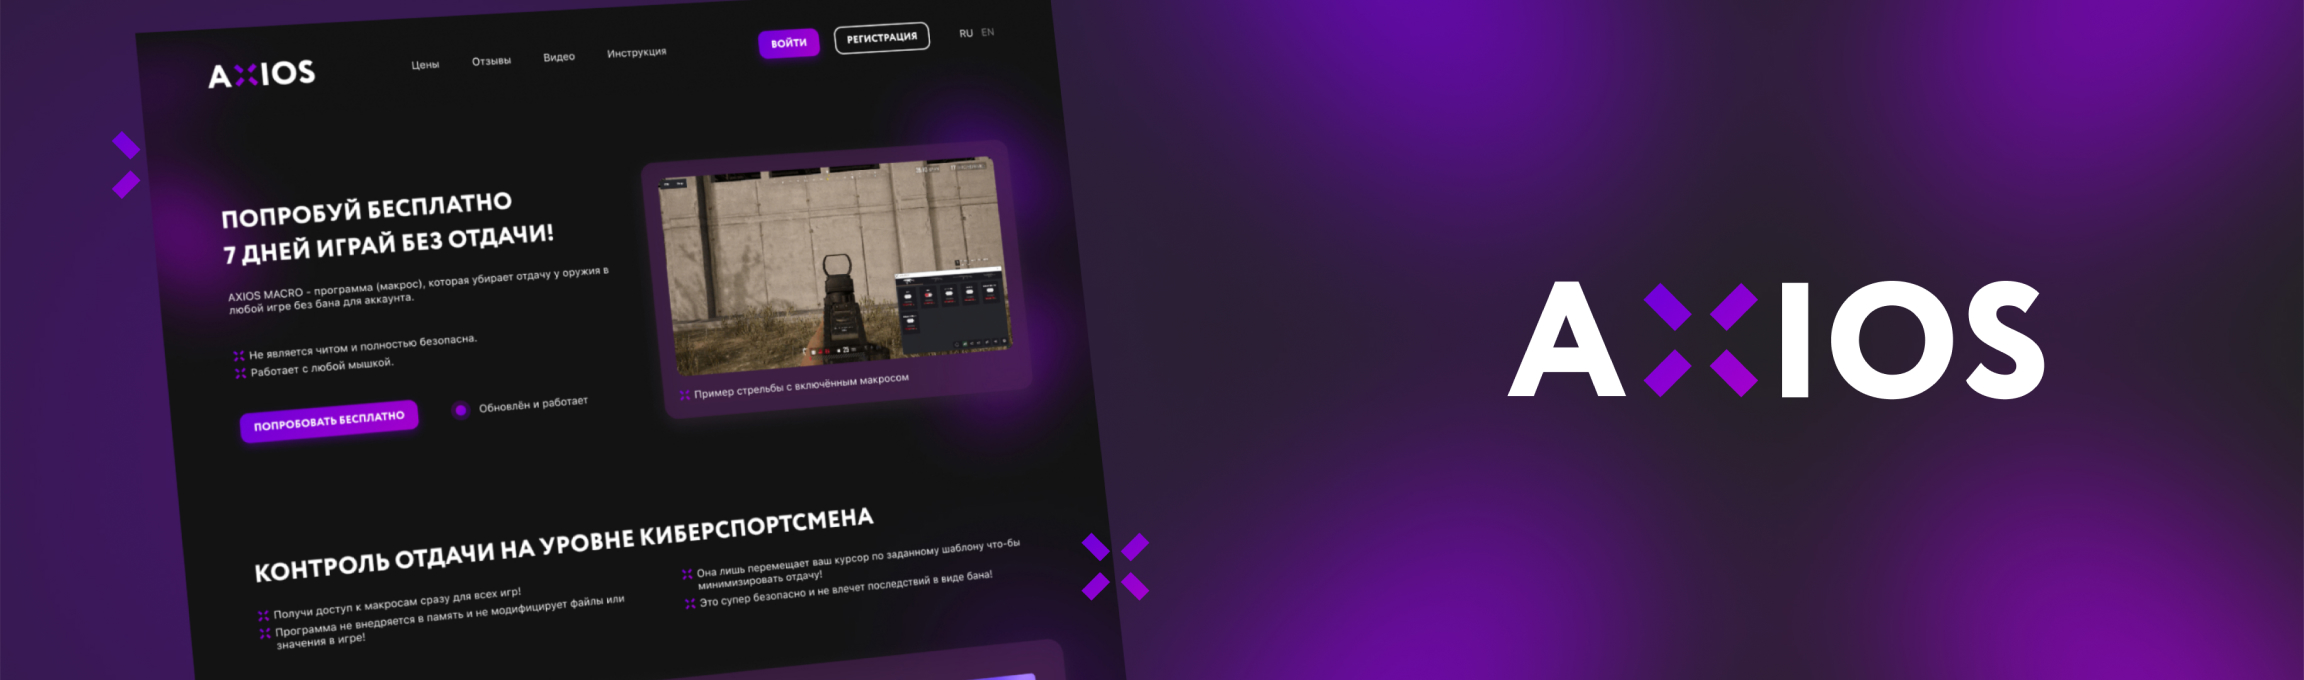 AXIOS
Цены
Отзывы
Видео
Инструкция
ВОЙТИ
РЕГИСТРАЦИЯ
RU EN
ПОПРОБУЙ БЕСПЛАТНО
7 ДНЕЙ ИГРАЙ БЕЗ ОТДАЧИ!
AXIOS MACRO - программа (макрос), которая убирает отдачу у оружия в
любой игре без бана для аккаунта.
Не является читом и полностью безопасна.
Работает с любой мышкой.
ПОПРОБОВАТЬ БЕСПЛАТНО
Обновлён и работает
Пример стрельбы с включённым макросом
КОНТРОЛЬ ОТДАЧИ НА УРОВНЕ КИБЕРСПОРТСМЕНА
Получи доступ к макросам сразу для всех игр!
Программа не внедряется в память и не модифицирует файлы или
значения в игре!
Она лишь перемещает ваш курсор по заданному шаблону что-бы
минимизировать отдачу!
Это супер безопасно и не влечет последствий в виде бана!
AXIOS